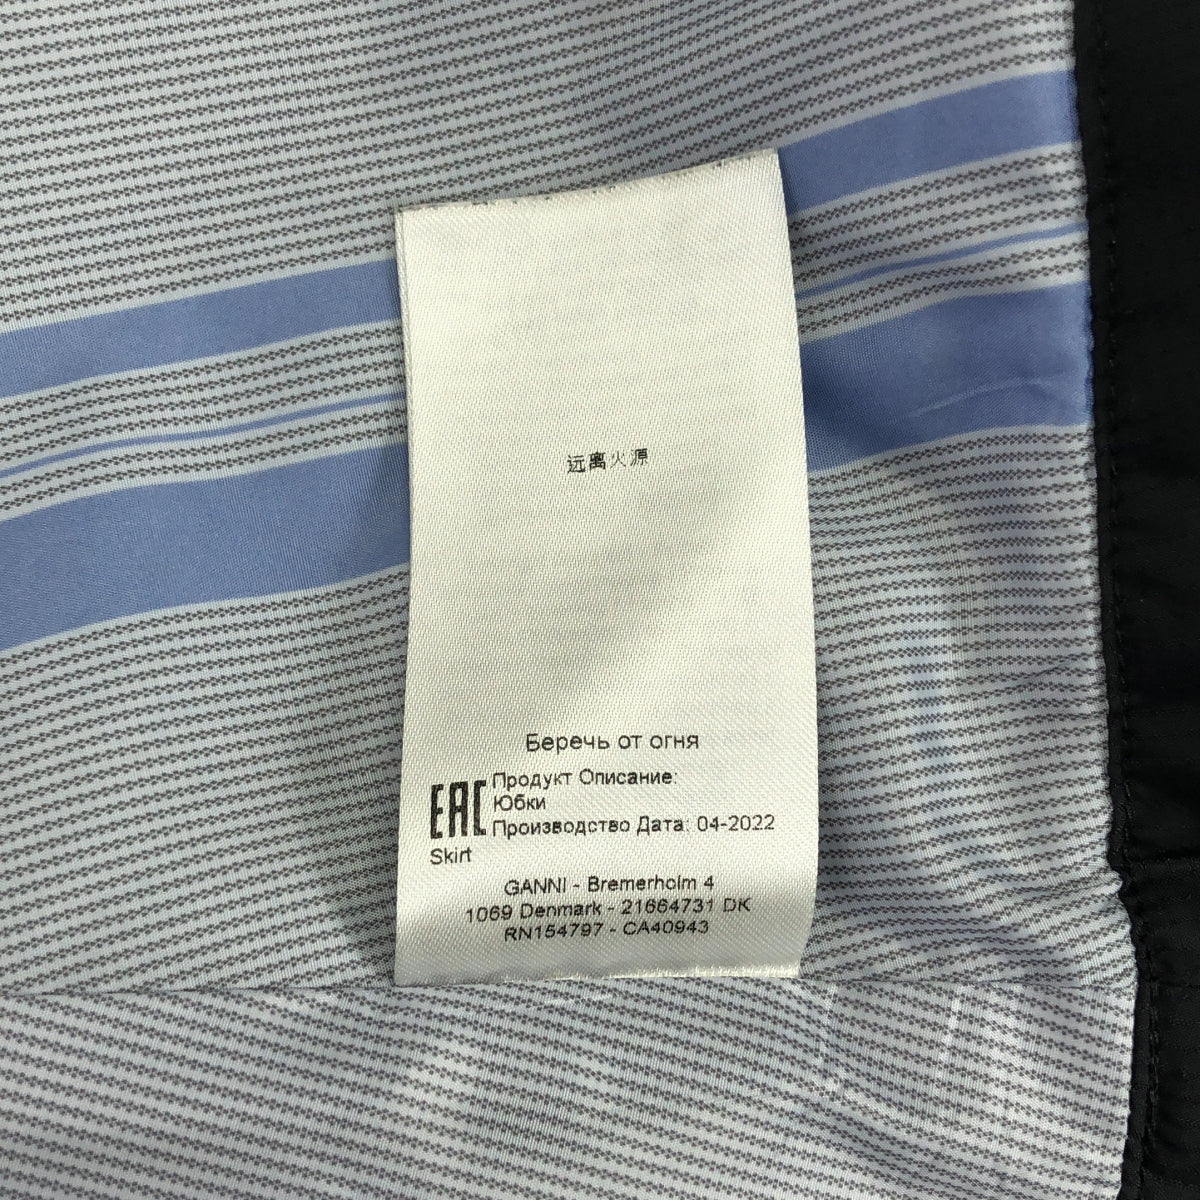 远离火源
Беречь от огня
EAC
Продукт Описание:
Юбки
Производство Дата: 04-2022
Skirt
GANNI - Bremerholm 4
1069 Denmark - 21664731 DK
RN154797 - CA40943